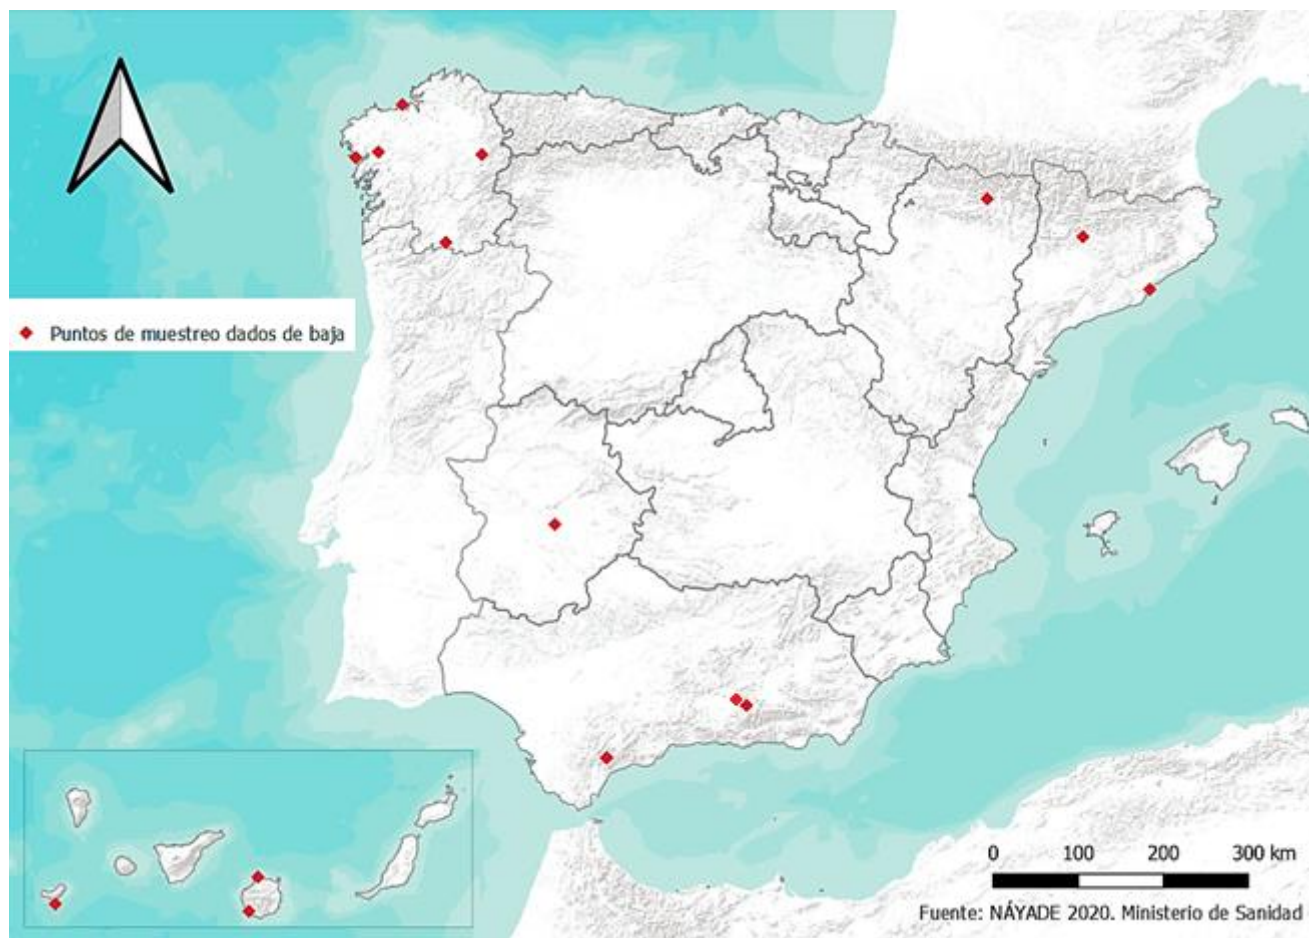 Puntos de muestreo dados de baja
0 100 200 300 km
Fuente: NÁYADE 2020. Ministerio de Sanidad